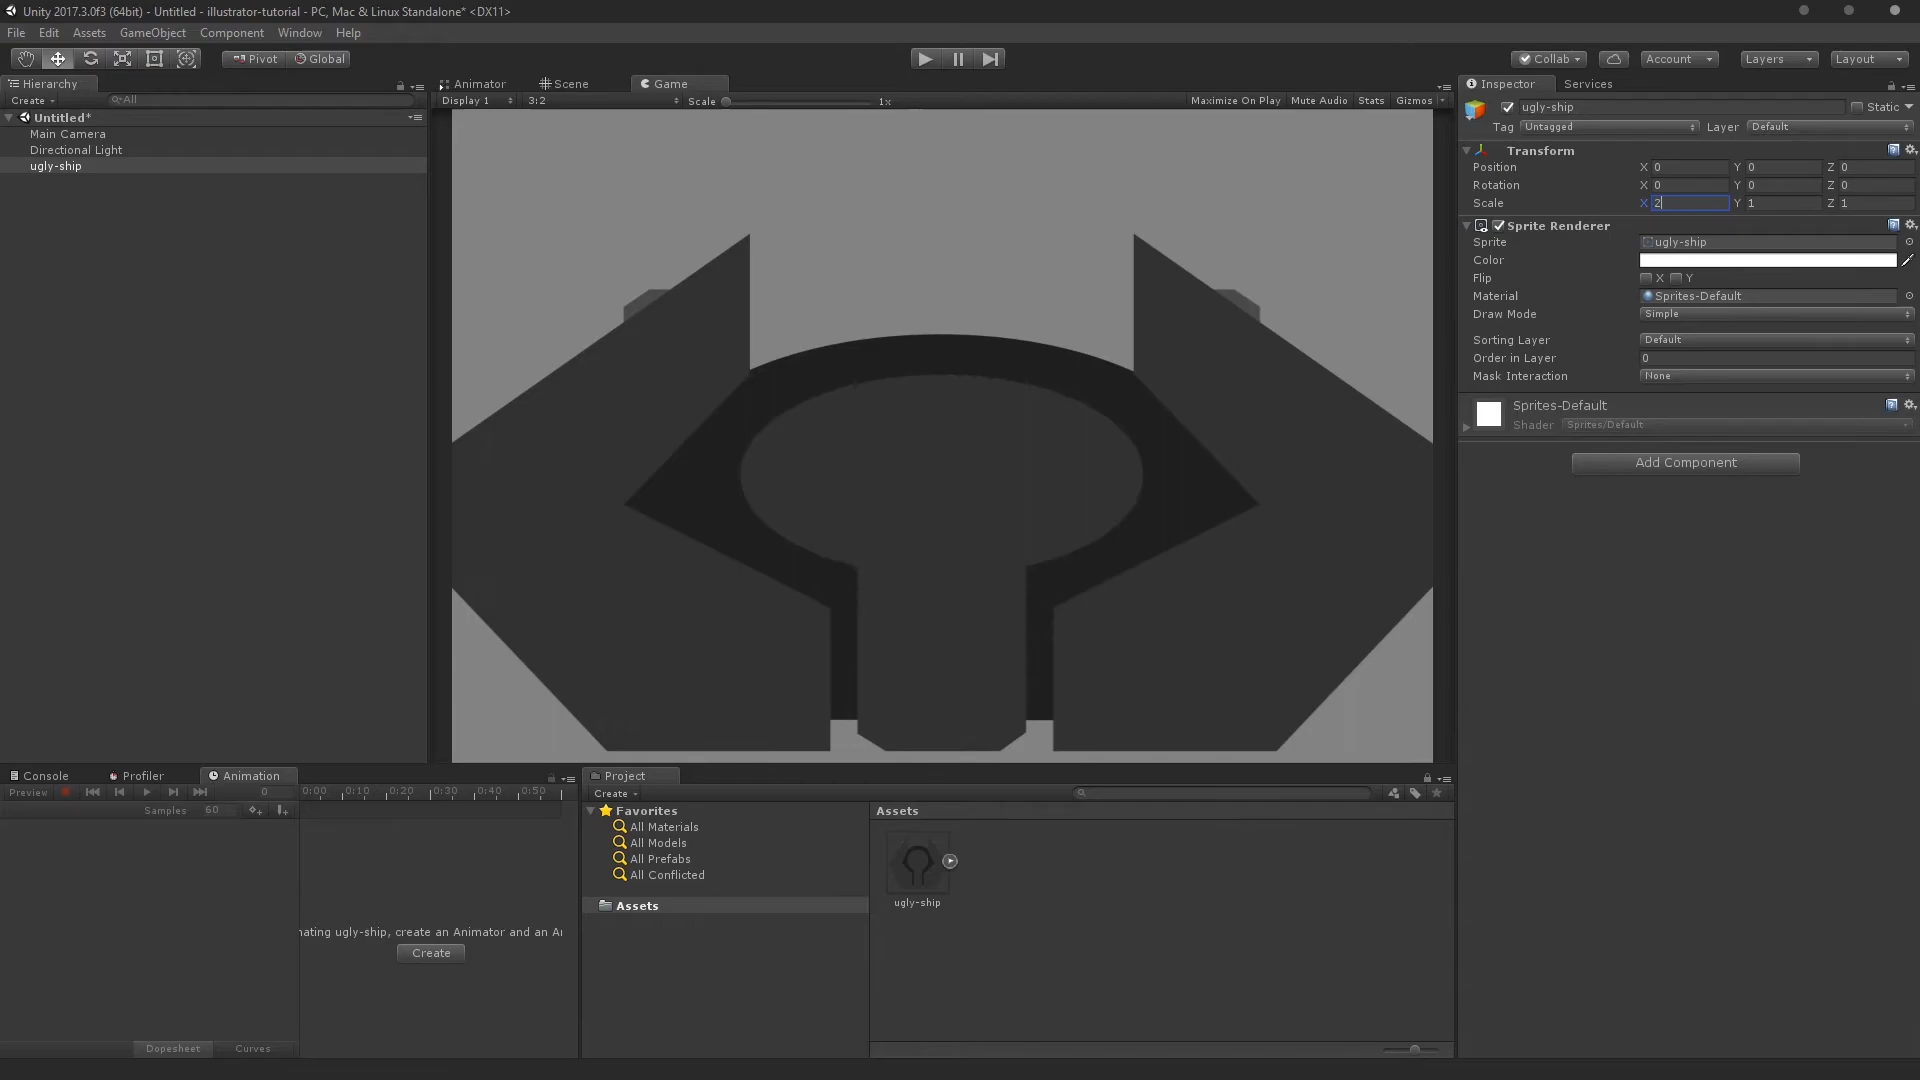 Unity 2017.3.0f3 (64bit) - Untitled - illustrator-tutorial - PC, Mac & Linux Standalone* <DX11>
File Edit Assets GameObject Component Window Help
Pivot Global Collab Account Layers Layout
Hierarchy Animator Scene Game Inspector Services
Create All Display 1 3:2 Scale 1x Maximize On Play Mute Audio Stats Gizmos
ugly-ship Static
Tag Untagged Layer Default
Untitled*
Main Camera
Directional Light
ugly-ship
Transform
Position X 0 Y 0 Z 0
Rotation X 0 Y 0 Z 0
Scale X 2 Y 1 Z 1
Sprite Renderer
Sprite ugly-ship
Color
Flip X Y
Material Sprites-Default
Draw Mode Simple
Sorting Layer Default
Order in Layer 0
Mask Interaction None
Sprites-Default
Shader Sprites/Default
Add Component
Console Profiler Animation Project
Preview 0 0:00 0:10 0:20 0:30 0:40 0:50 Create
Samples 60
Favorites Assets
All Materials
All Models
All Prefabs
All Conflicted
Assets
ugly-ship
nating ugly-ship, create an Animator and an Ar
Create
Dopesheet Curves